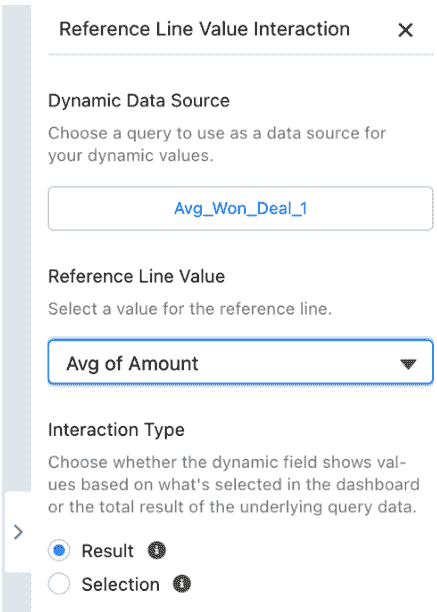 Reference Line Value Interaction
Dynamic Data Source
Choose a query to use as a data source for
your dynamic values.
Avg_Won_Deal_1
Reference Line Value
Select a value for the reference line.
Avg of Amount
Interaction Type
Choose whether the dynamic field shows val-
ues based on what's selected in the dashboard
or the total result of the underlying query data.
Result
Selection